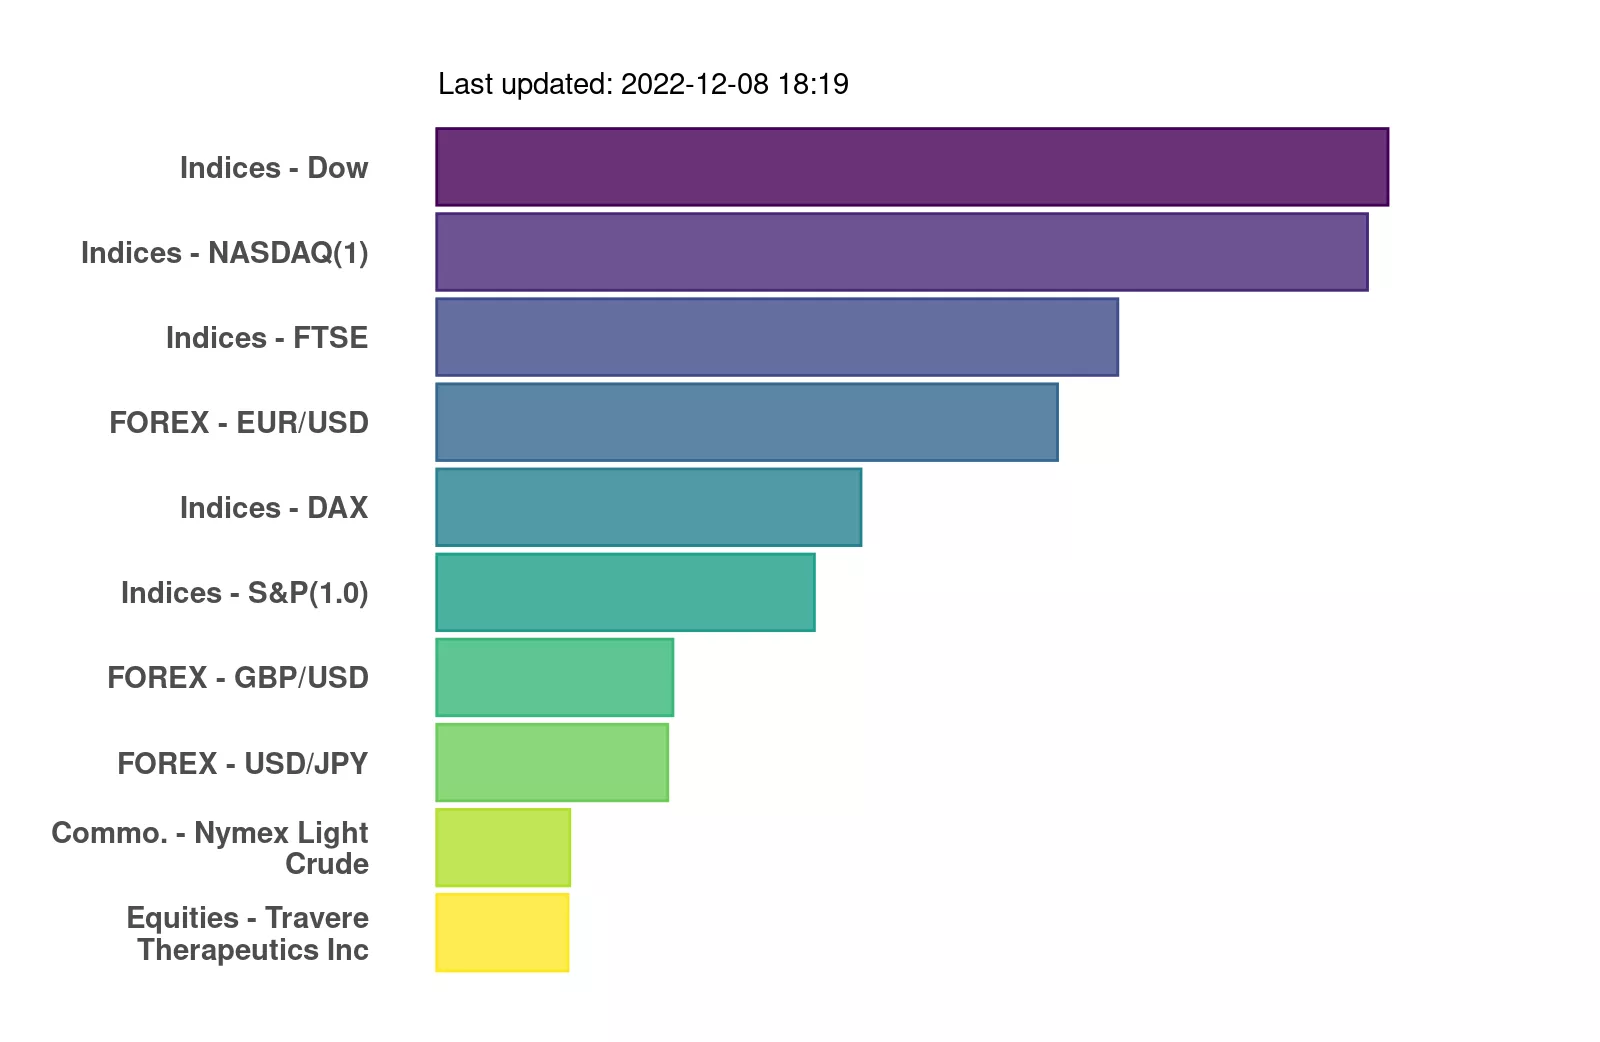 Last updated: 2022-12-08 18:19
Indices - Dow
Indices - NASDAQ(1)
Indices - FTSE
FOREX - EUR/USD
Indices - DAX
Indices - S&P(1.0)
FOREX - GBP/USD
FOREX - USD/JPY
Commo. - Nymex Light
Crude
Equities - Travere
Therapeutics Inc